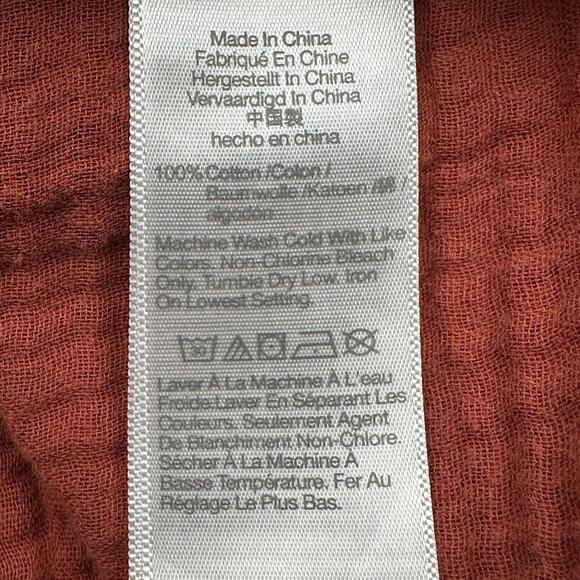 Made In China
Fabriqué En Chine
Hergestellt In China
Vervaardigd In China
中国製
hecho en china
100% Cotton /Coton /
Baumwolle /Katoen /綿 /
algodón
Machine Wash Cold With Like
Colors. Non-Chlorine Bleach
Only. Tumble Dry Low. Iron
On Lowest Setting.
30
Laver À La Machine À L'eau
Froide.Laver En Séparant Les
Couleurs. Seulement Agent
De Blanchiment Non-Chlore.
Sécher À La Machine À
Basse Température. Fer Au
Réglage Le Plus Bas.